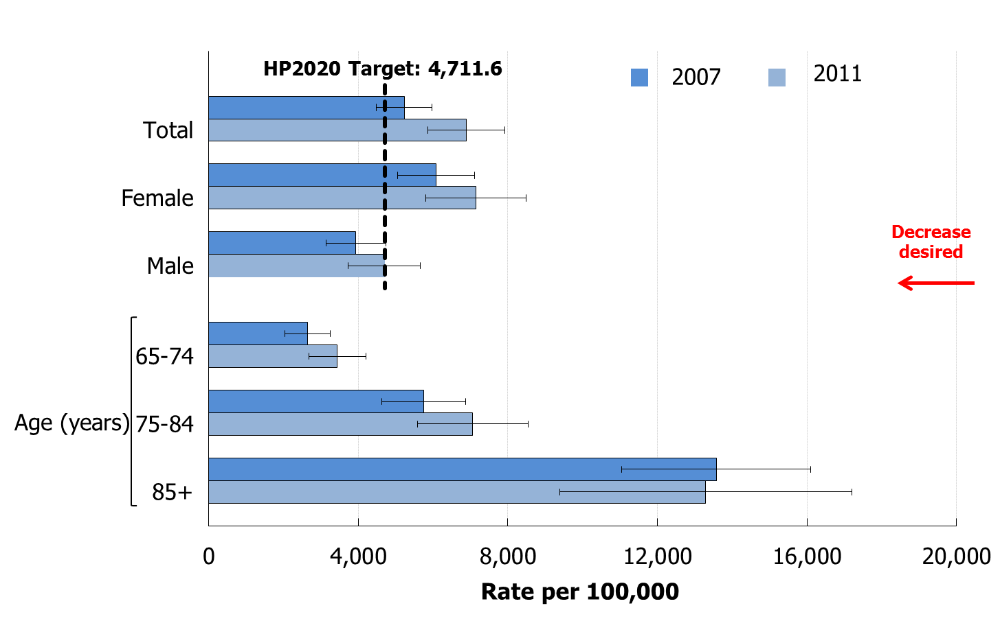 HP2020 Target: 4,711.6
2007
2011
Total
Female
Male
Decrease
desired
Age (years)
65-74
75-84
85+
0
4,000
8,000
12,000
16,000
20,000
Rate per 100,000